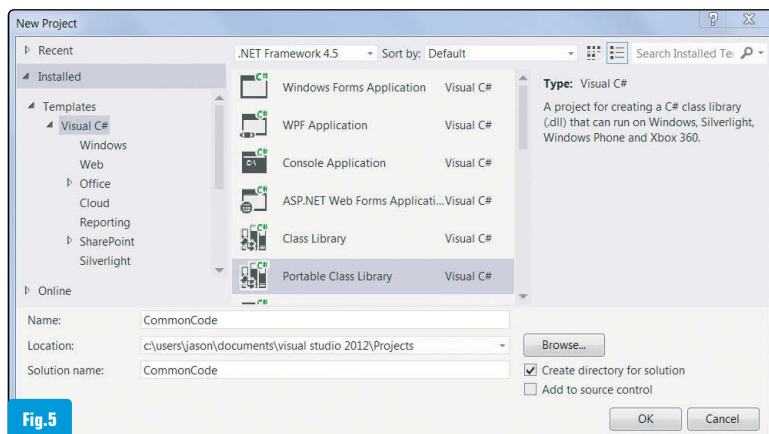 New Project
Recent
.NET Framework 4.5
Sort by: Default
Search Installed Te
Installed
Templates
Visual C#
Windows
Web
Office
Cloud
Reporting
SharePoint
Silverlight
Online
C# Windows Forms Application Visual C#
C# WPF Application Visual C#
C# Console Application Visual C#
C# ASP.NET Web Forms Applicati... Visual C#
C# Class Library Visual C#
C# Portable Class Library Visual C#
C#
Type: Visual C#
A project for creating a C# class library
(.dll) that can run on Windows, Silverlight,
Windows Phone and Xbox 360.
Name: CommonCode
Location: c:\users\jason\documents\visual studio 2012\Projects
Browse...
Solution name: CommonCode
Create directory for solution
Add to source control
OK
Cancel
Fig.5